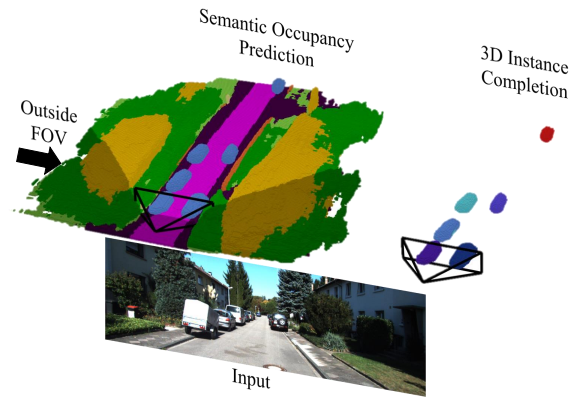 Semantic Occupancy
Prediction
3D Instance
Completion
Outside
FOV
Input